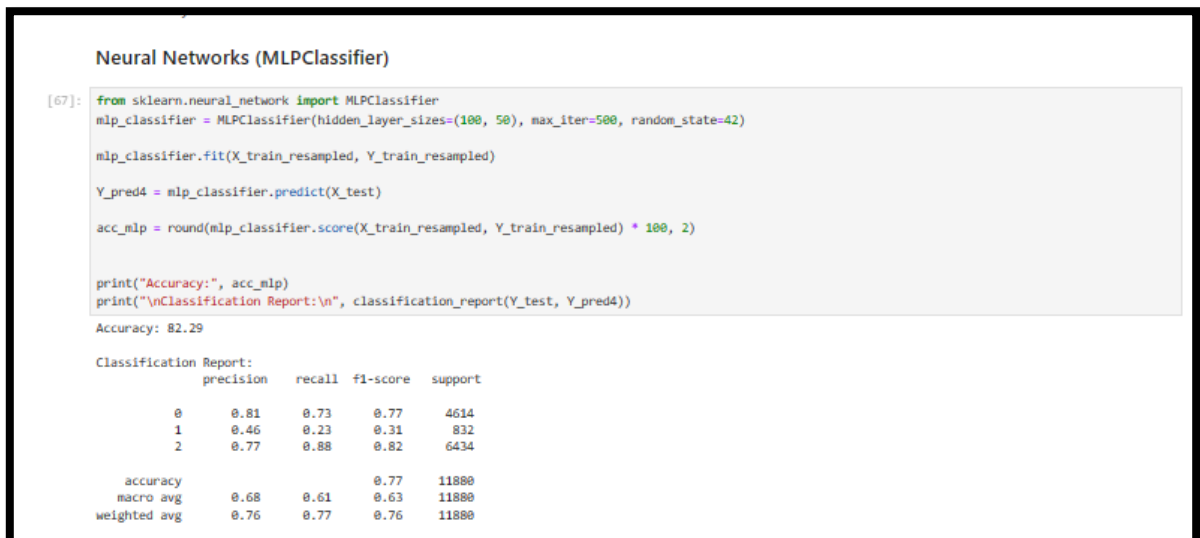 Neural Networks (MLPClassifier)
[67]: from sklearn.neural_network import MLPClassifier
mlp_classifier = MLPClassifier(hidden_layer_sizes=(100, 50), max_iter=500, random_state=42)
mlp_classifier.fit(X_train_resampled, Y_train_resampled)
Y_pred4 = mlp_classifier.predict(X_test)
acc_mlp = round(mlp_classifier.score(X_train_resampled, Y_train_resampled) * 100, 2)
print("Accuracy:", acc_mlp)
print("\nClassification Report:\n", classification_report(Y_test, Y_pred4))
Accuracy: 82.29
Classification Report:
precision recall f1-score support
0 0.81 0.73 0.77 4614
1 0.46 0.23 0.31 832
2 0.77 0.88 0.82 6434
accuracy 0.77 11880
macro avg 0.68 0.61 0.63 11880
weighted avg 0.76 0.77 0.76 11880